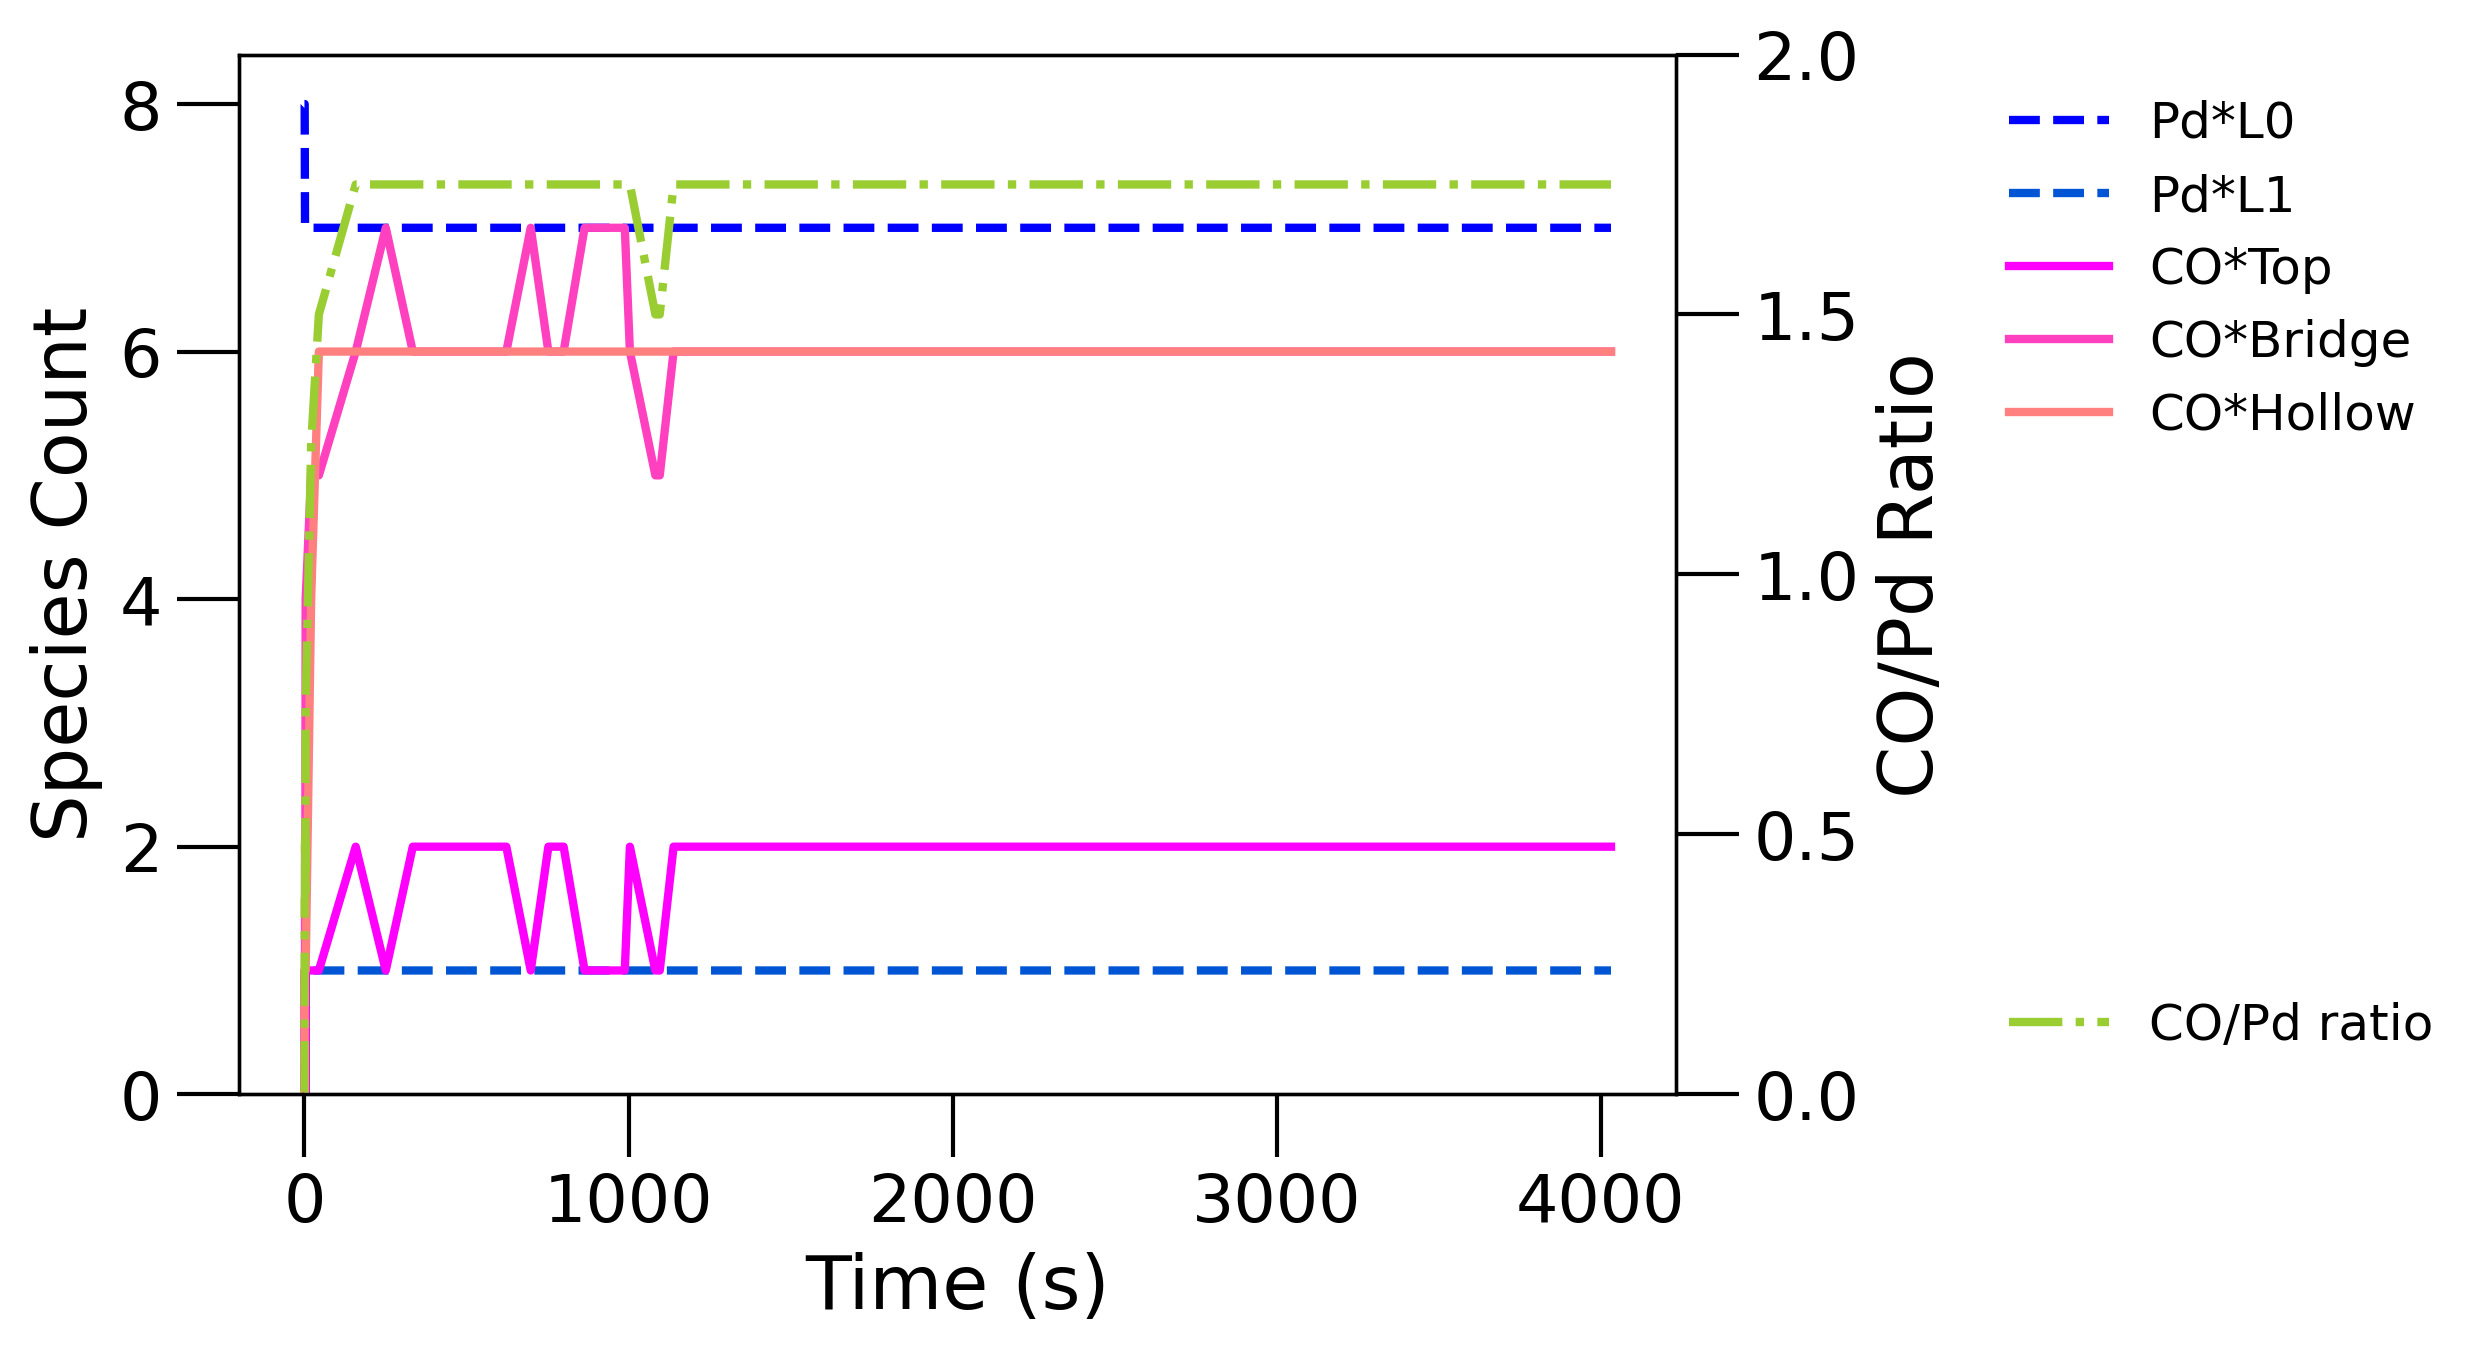 Species Count
8
6
4
2
0
0 1000 2000 3000 4000
Time (s)
2.0
1.5
1.0
0.5
0.0
CO/Pd Ratio
Pd*L0
Pd*L1
CO*Top
CO*Bridge
CO*Hollow
CO/Pd ratio